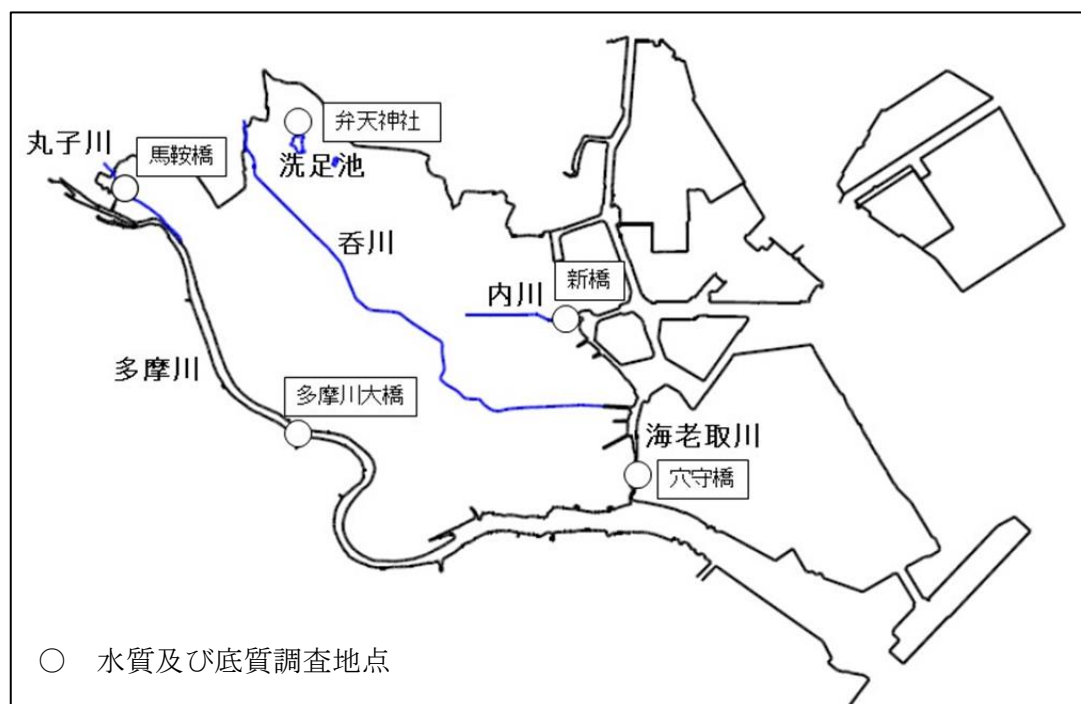 弁天神社
丸子川
馬鞍橋
洗足池
呑川
新橋
内川
多摩川
多摩川大橋
海老取川
穴守橋
○ 水質及び底質調査地点